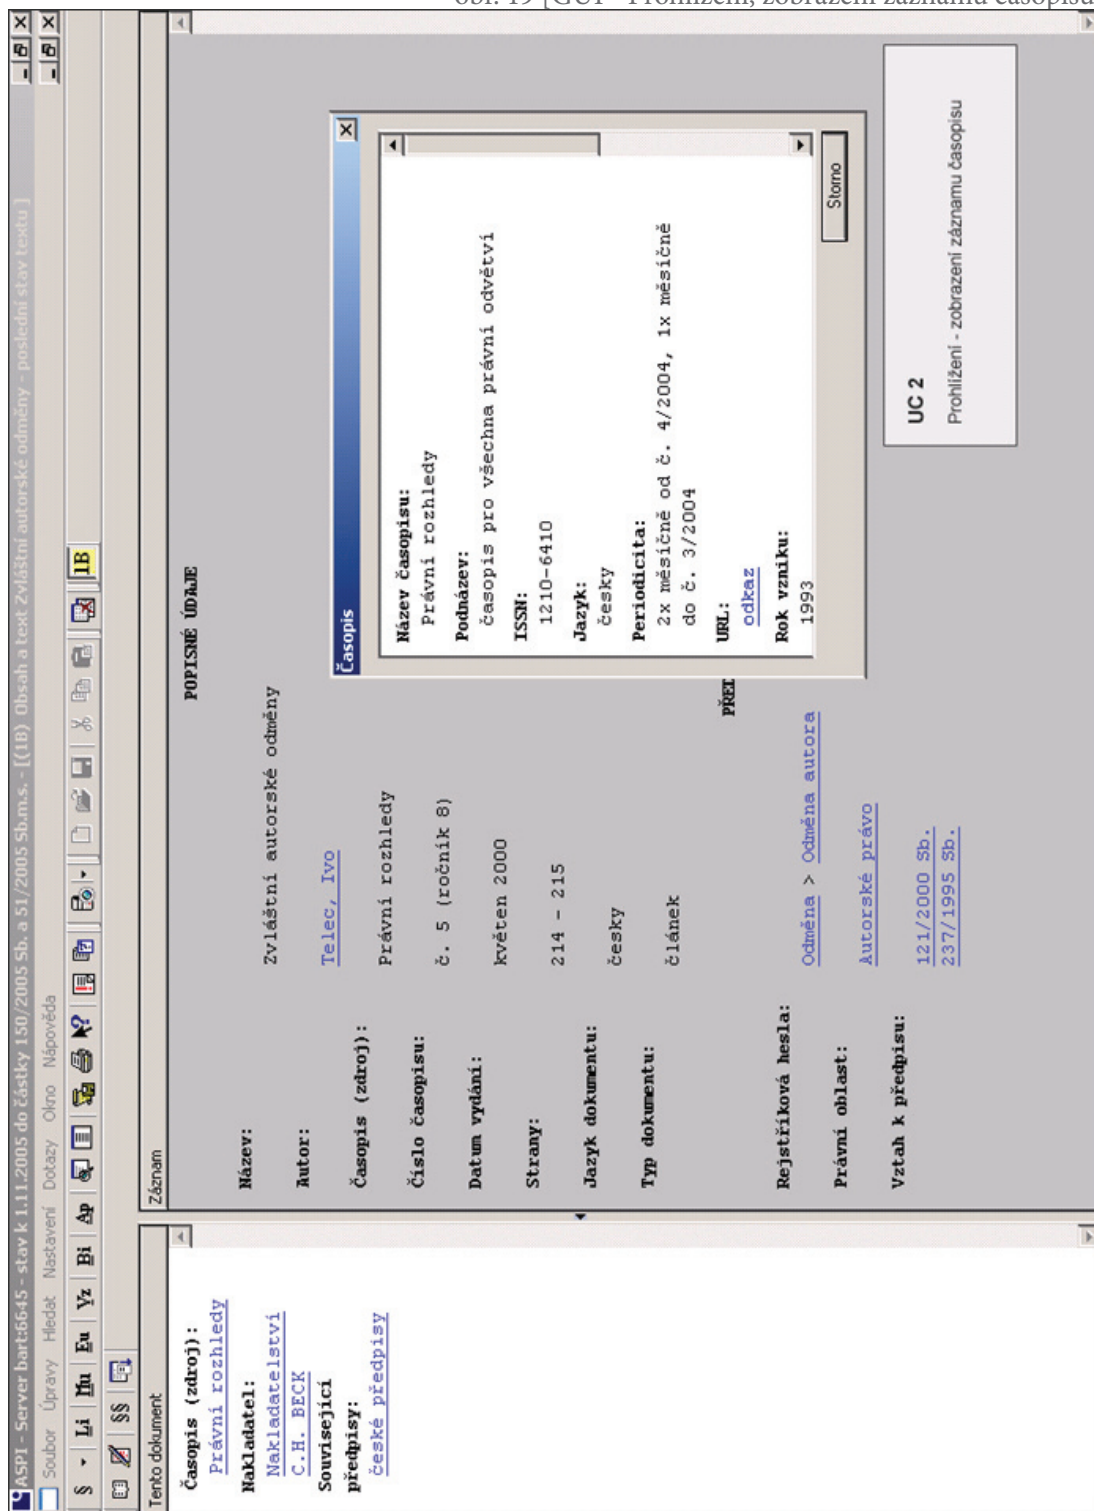 obr. 19 [GUI - Prohlížení, zobrazení záznamu časopisu
ASPI - Server bart:6645 - stav k 1.11.2005 do částky 150/2005 Sb. a 51/2005 Sb.m.s. - [(1B) Obsah a text Zvláštní autorské odměny - poslední stav textu ]
Soubor Úpravy Hledat Nastavení Dotazy Okno Nápověda
§ Li Mu Eu Vz Bi Ap 1B
§§
Tento dokument
Časopis (zdroj):
Právní rozhledy
Nakladatel:
Nakladatelství
C.H. BECK
Související
předpisy:
české předpisy
Záznam
POPISNÉ ÚDAJE
Název:
Zvláštní autorské odměny
Autor:
Telec, Ivo
Časopis (zdroj):
Právní rozhledy
Číslo časopisu:
č. 5 (ročník 8)
Datum vydání:
květen 2000
Strany:
214 - 215
Jazyk dokumentu:
česky
Typ dokumentu:
článek
PŘED
Rejstříková hesla:
Odměna > Odměna autora
Právní oblast:
Autorské právo
Vztah k předpisu:
121/2000 Sb.
237/1995 Sb.
Časopis
Název časopisu:
Právní rozhledy
Podnázev:
časopis pro všechna právní odvětví
ISSN:
1210-6410
Jazyk:
česky
Periodicita:
2x měsíčně od č. 4/2004, 1x měsíčně
do č. 3/2004
URL:
odkaz
Rok vzniku:
1993
Storno
UC 2
Prohlížení - zobrazení záznamu časopisu